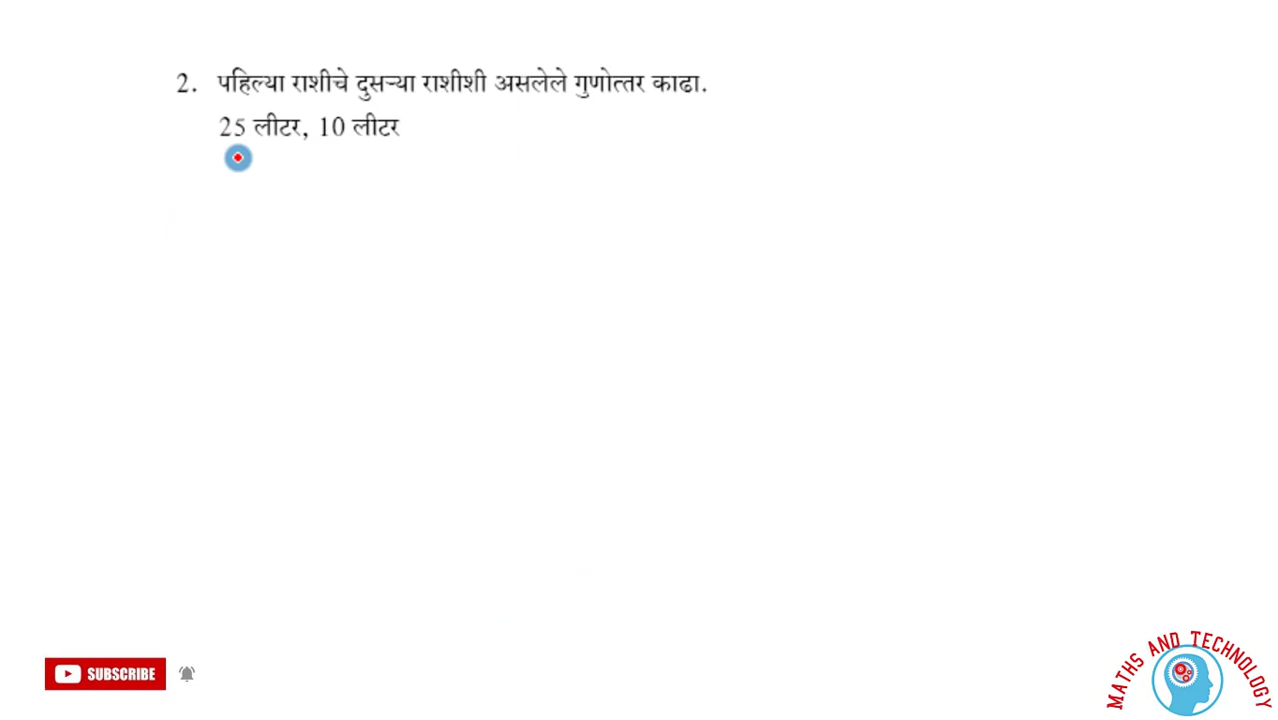 2. पहिल्या राशीचे दुसऱ्या राशीशी असलेले गुणोत्तर काढा.
25 लीटर, 10 लीटर
SUBSCRIBE
MATHS AND TECHNOLOGY